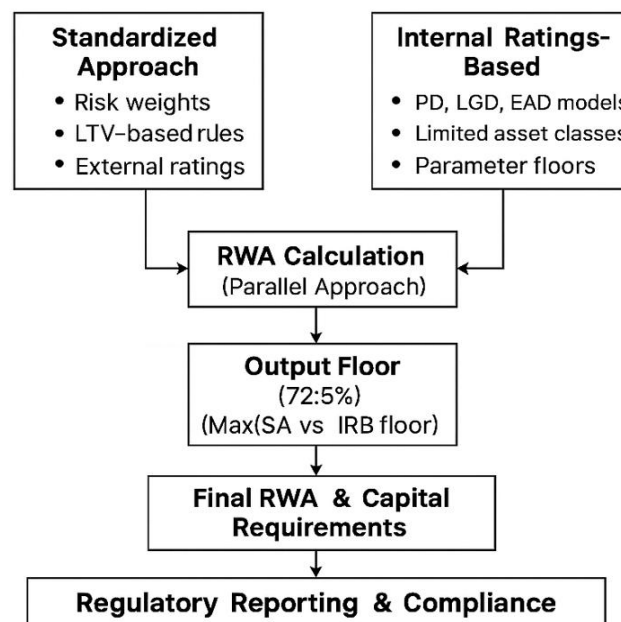 Standardized
Approach
• Risk weights
• LTV-based rules
• External ratings
Internal Ratings-
Based
• PD, LGD, EAD models
Limited asset classes
• Parameter floors
RWA Calculation
(Parallel Approach)
Output Floor
(72:5%)
(Max(SA vs IRB floor)
Final RWA & Capital
Requirements
Regulatory Reporting & Compliance